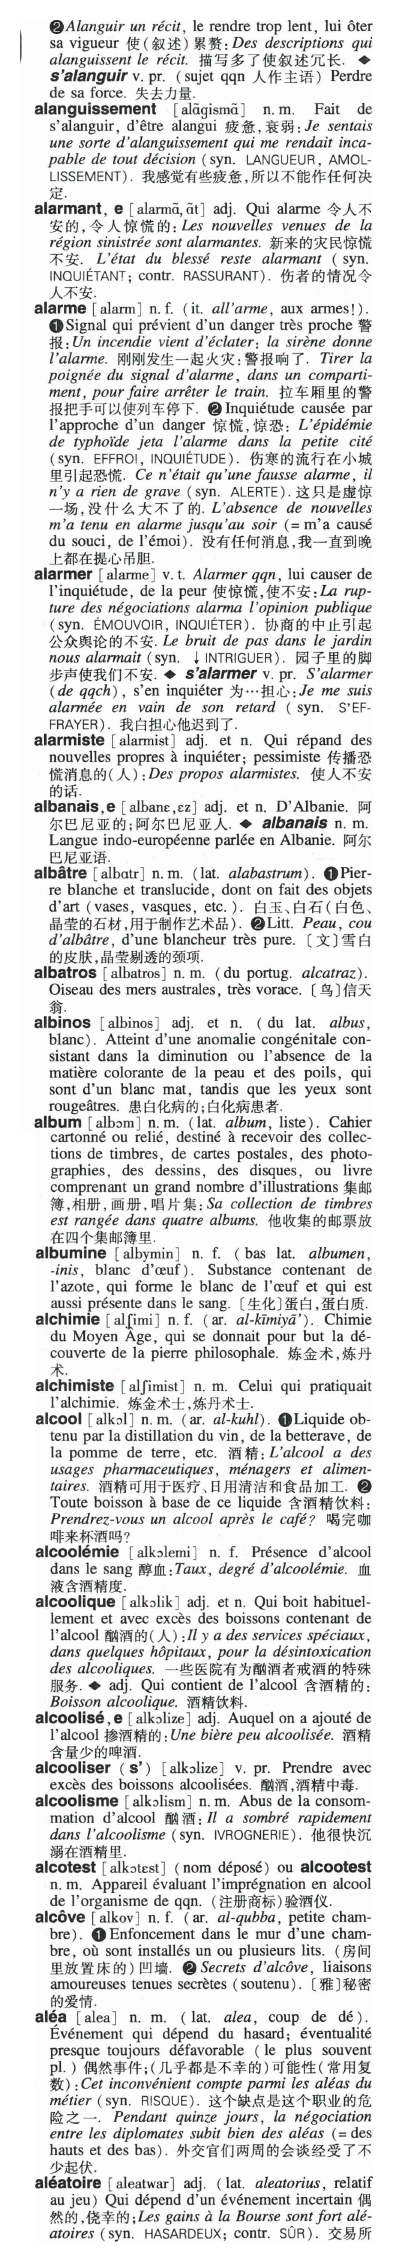 ❷Alanguir un récit, le rendre trop lent, lui ôter
sa vigueur 使(叙述)累赘:Des descriptions qui
alanguissent le récit. 描写多了使叙述冗长. ◆
s'alanguir v. pr. (sujet qqn 人作主语) Perdre
de sa force. 失去力量.
alanguissement [alɑ̃gismɑ̃] n. m. Fait de
s'alanguir, d'être alangui 疲惫,衰弱:Je sentais
une sorte d'alanguissement qui me rendait inca-
pable de tout décision (syn. LANGUEUR, AMOL-
LISSEMENT). 我感觉有些疲惫,所以不能作任何决
定.
alarmant, e [alarmɑ̃, ɑ̃t] adj. Qui alarme 令人不
安的,令人惊慌的:Les nouvelles venues de la
région sinistrée sont alarmantes. 新来的灾民惊慌
不安. L'état du blessé reste alarmant (syn.
INQUIÉTANT; contr. RASSURANT). 伤者的情况令
人不安.
alarme [alarm] n. f. (it. all'arme, aux armes!).
❶Signal qui prévient d'un danger très proche 警
报:Un incendie vient d'éclater; la sirène donne
l'alarme. 刚刚发生一起火灾:警报响了. Tirer la
poignée du signal d'alarme, dans un comparti-
ment, pour faire arrêter le train. 拉车厢里的警
报把手可以使列车停下. ❷Inquiétude causée par
l'approche d'un danger 惊慌,惊恐: L'épidémie
de typhoïde jeta l'alarme dans la petite cité
(syn. EFFROI, INQUIÉTUDE). 伤寒的流行在小城
里引起恐慌. Ce n'était qu'une fausse alarme, il
n'y a rien de grave (syn. ALERTE). 这只是虚惊
一场,没什么大不了的. L'absence de nouvelles
m'a tenu en alarme jusqu'au soir (= m'a causé
du souci, de l'émoi). 没有任何消息,我一直到晚
上都在提心吊胆.
alarmer [alarme] v. t. Alarmer qqn, lui causer de
l'inquiétude, de la peur 使惊慌,使不安:La rup-
ture des négociations alarma l'opinion publique
(syn. ÉMOUVOIR, INQUIÉTER). 协商的中止引起
公众舆论的不安. Le bruit de pas dans le jardin
nous alarmait (syn. ↓INTRIGUER). 园子里的脚
步声使我们不安. ◆ s'alarmer v. pr. S'alarmer
(de qqch), s'en inquiéter 为…担心:Je me suis
alarmée en vain de son retard (syn. S'EF-
FRAYER). 我白担心他迟到了.
alarmiste [alarmist] adj. et n. Qui répand des
nouvelles propres à inquiéter; pessimiste 传播恐
慌消息的(人):Des propos alarmistes. 使人不安
的话.
albanais, e [albanɛ, ɛz] adj. et n. D'Albanie. 阿
尔巴尼亚的;阿尔巴尼亚人. ◆ albanais n. m.
Langue indo-européenne parlée en Albanie. 阿尔
巴尼亚语.
albâtre [albɑtr] n. m. (lat. alabastrum). ❶Pier-
re blanche et translucide, dont on fait des objets
d'art (vases, vasques, etc.). 白玉、白石(白色、
晶莹的石材,用于制作艺术品). ❷Litt. Peau, cou
d'albâtre, d'une blancheur très pure. 〔文〕雪白
的皮肤,晶莹剔透的颈项.
albatros [albatros] n. m. (du portug. alcatraz).
Oiseau des mers australes, très vorace. 〔鸟〕信天
翁.
albinos [albinos] adj. et n. (du lat. albus,
blanc). Atteint d'une anomalie congénitale con-
sistant dans la diminution ou l'absence de la
matière colorante de la peau et des poils, qui
sont d'un blanc mat, tandis que les yeux sont
rougeâtres. 患白化病的;白化病患者.
album [albɔm] n. m. (lat. album, liste). Cahier
cartonné ou relié, destiné à recevoir des collec-
tions de timbres, de cartes postales, des photo-
graphies, des dessins, des disques, ou livre
comprenant un grand nombre d'illustrations 集邮
簿,相册,画册,唱片集:Sa collection de timbres
est rangée dans quatre albums. 他收集的邮票放
在四个集邮簿里.
albumine [albymin] n. f. (bas lat. albumen,
-inis, blanc d'œuf). Substance contenant de
l'azote, qui forme le blanc de l'œuf et qui est
aussi présente dans le sang. 〔生化〕蛋白,蛋白质.
alchimie [alʃimi] n. f. (ar. al-kīmiyā'). Chimie
du Moyen Âge, qui se donnait pour but la dé-
couverte de la pierre philosophale. 炼金术,炼丹
术.
alchimiste [alʃimist] n. m. Celui qui pratiquait
l'alchimie. 炼金术士,炼丹术士.
alcool [alkɔl] n. m. (ar. al-kuhl). ❶Liquide ob-
tenu par la distillation du vin, de la betterave, de
la pomme de terre, etc. 酒精:L'alcool a des
usages pharmaceutiques, ménagers et alimen-
taires. 酒精可用于医疗、日用清洁和食品加工. ❷
Toute boisson à base de ce liquide 含酒精饮料:
Prendrez-vous un alcool après le café? 喝完咖
啡来杯酒吗?
alcoolémie [alkɔlemi] n. f. Présence d'alcool
dans le sang 醇血:Taux, degré d'alcoolémie. 血
液含酒精度.
alcoolique [alkɔlik] adj. et n. Qui boit habituel-
lement et avec excès des boissons contenant de
l'alcool 酗酒的(人):Il y a des services spéciaux,
dans quelques hôpitaux, pour la désintoxication
des alcooliques. 一些医院有为酗酒者戒酒的特殊
服务. ◆ adj. Qui contient de l'alcool 含酒精的:
Boisson alcoolique. 酒精饮料.
alcoolisé, e [alkɔlize] adj. Auquel on a ajouté de
l'alcool 掺酒精的:Une bière peu alcoolisée. 酒精
含量少的啤酒.
alcooliser (s') [alkɔlize] v. pr. Prendre avec
excès des boissons alcoolisées. 酗酒,酒精中毒.
alcoolisme [alkɔlism] n. m. Abus de la consom-
mation d'alcool 酗酒: Il a sombré rapidement
dans l'alcoolisme (syn. IVROGNERIE). 他很快沉
溺在酒精里.
alcotest [alkɔtɛst] (nom déposé) ou alcootest
n. m. Appareil évaluant l'imprégnation en alcool
de l'organisme de qqn. (注册商标)验酒仪.
alcôve [alkov] n. f. (ar. al-qubba, petite cham-
bre). ❶Enfoncement dans le mur d'une cham-
bre, où sont installés un ou plusieurs lits. (房间
里放置床的)凹墙. ❷Secrets d'alcôve, liaisons
amoureuses tenues secrètes (soutenu). 〔雅〕秘密
的爱情.
aléa [alea] n. m. (lat. alea, coup de dé).
Événement qui dépend du hasard; éventualité
presque toujours défavorable (le plus souvent
pl.) 偶然事件;(几乎都是不幸的)可能性(常用复
数):Cet inconvénient compte parmi les aléas du
métier (syn. RISQUE). 这个缺点是这个职业的危
险之一. Pendant quinze jours, la négociation
entre les diplomates subit bien des aléas (= des
hauts et des bas). 外交官们两周的会谈经受了不
少起伏.
aléatoire [aleatwar] adj. (lat. aleatorius, relatif
au jeu) Qui dépend d'un événement incertain 偶
然的,侥幸的;Les gains à la Bourse sont fort alé-
atoires (syn. HASARDEUX; contr. SÛR). 交易所